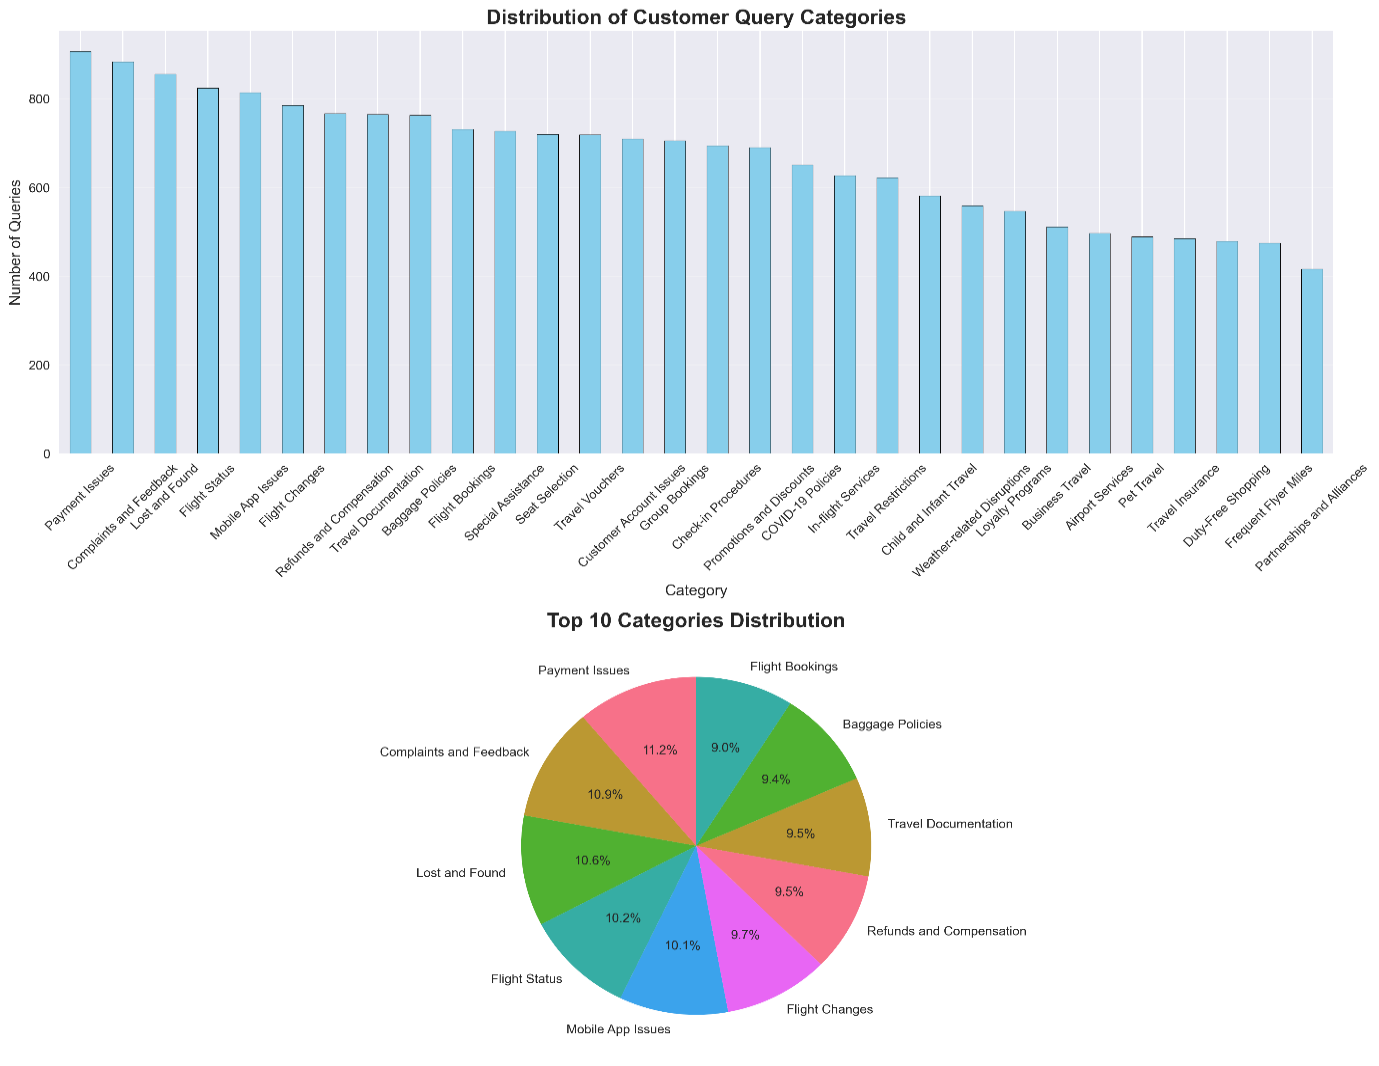 Distribution of Customer Query Categories
Number of Queries
800
600
400
200
0
Payment Issues
Complaints and Feedback
Lost and Found
Flight Status
Mobile App Issues
Flight Changes
Refunds and Compensation
Travel Documentation
Baggage Policies
Flight Bookings
Special Assistance
Seat Selection
Travel Vouchers
Customer Account Issues
Group Bookings
Check-in Procedures
Promotions and Discounts
COVID-19 Policies
In-flight Services
Travel Restrictions
Child and Infant Travel
Weather-related Disruptions
Loyalty Programs
Business Travel
Airport Services
Pet Travel
Travel Insurance
Duty-Free Shopping
Frequent Flyer Miles
Partnerships and Alliances
Category
Top 10 Categories Distribution
Payment Issues
11.2%
Complaints and Feedback
10.9%
Lost and Found
10.6%
Flight Status
10.2%
Mobile App Issues
10.1%
Flight Changes
9.7%
Refunds and Compensation
9.5%
Travel Documentation
9.5%
Baggage Policies
9.4%
Flight Bookings
9.0%